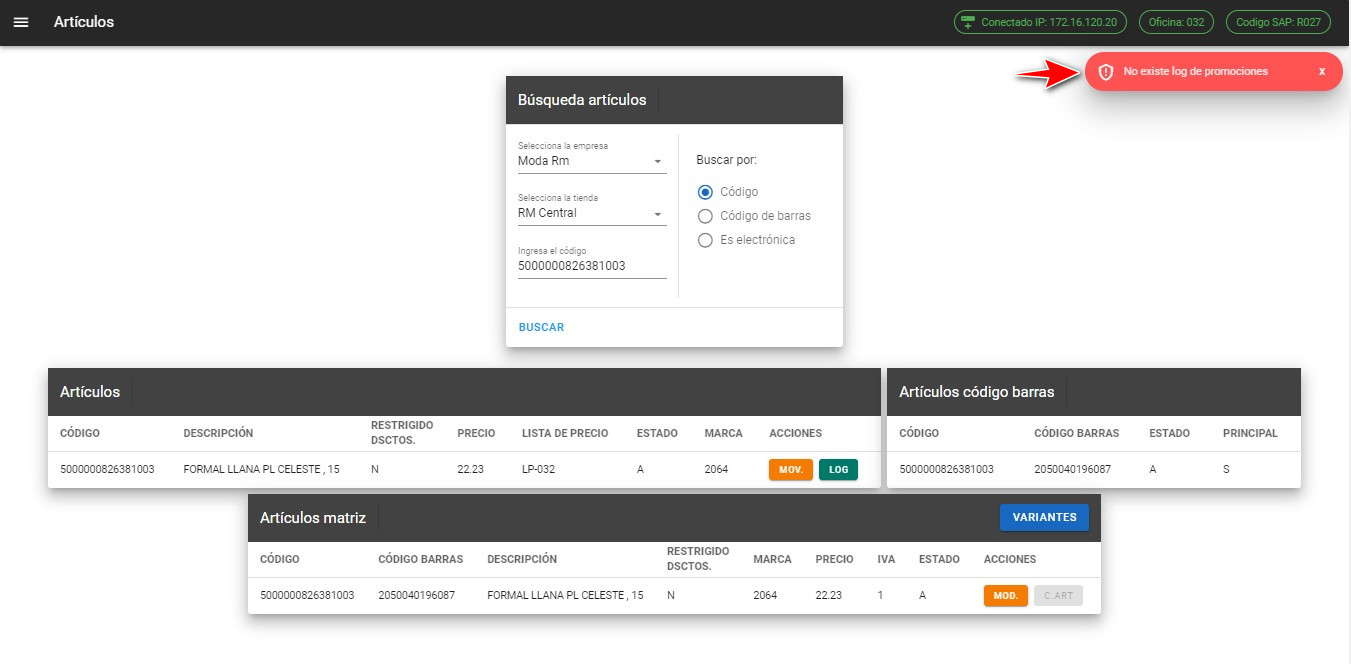 Artículos
Conectado IP: 172.16.120.20
Oficina: 032
Codigo SAP: R027
No existe log de promociones x
Búsqueda artículos
Selecciona la empresa
Moda Rm
Selecciona la tienda
RM Central
Ingresa el código
5000000826381003
Buscar por:
Código
Código de barras
Es electrónica
BUSCAR
Artículos
CÓDIGO DESCRIPCIÓN RESTRIGIDO DSCTOS. PRECIO LISTA DE PRECIO ESTADO MARCA ACCIONES
5000000826381003 FORMAL LLANA PL CELESTE , 15 N 22.23 LP-032 A 2064 MOV. LOG
Artículos código barras
CÓDIGO CÓDIGO BARRAS ESTADO PRINCIPAL
5000000826381003 2050040196087 A S
Artículos matriz VARIANTES
CÓDIGO CÓDIGO BARRAS DESCRIPCIÓN RESTRIGIDO DSCTOS. MARCA PRECIO IVA ESTADO ACCIONES
5000000826381003 2050040196087 FORMAL LLANA PL CELESTE , 15 N 2064 22.23 1 A MOD. C.ART